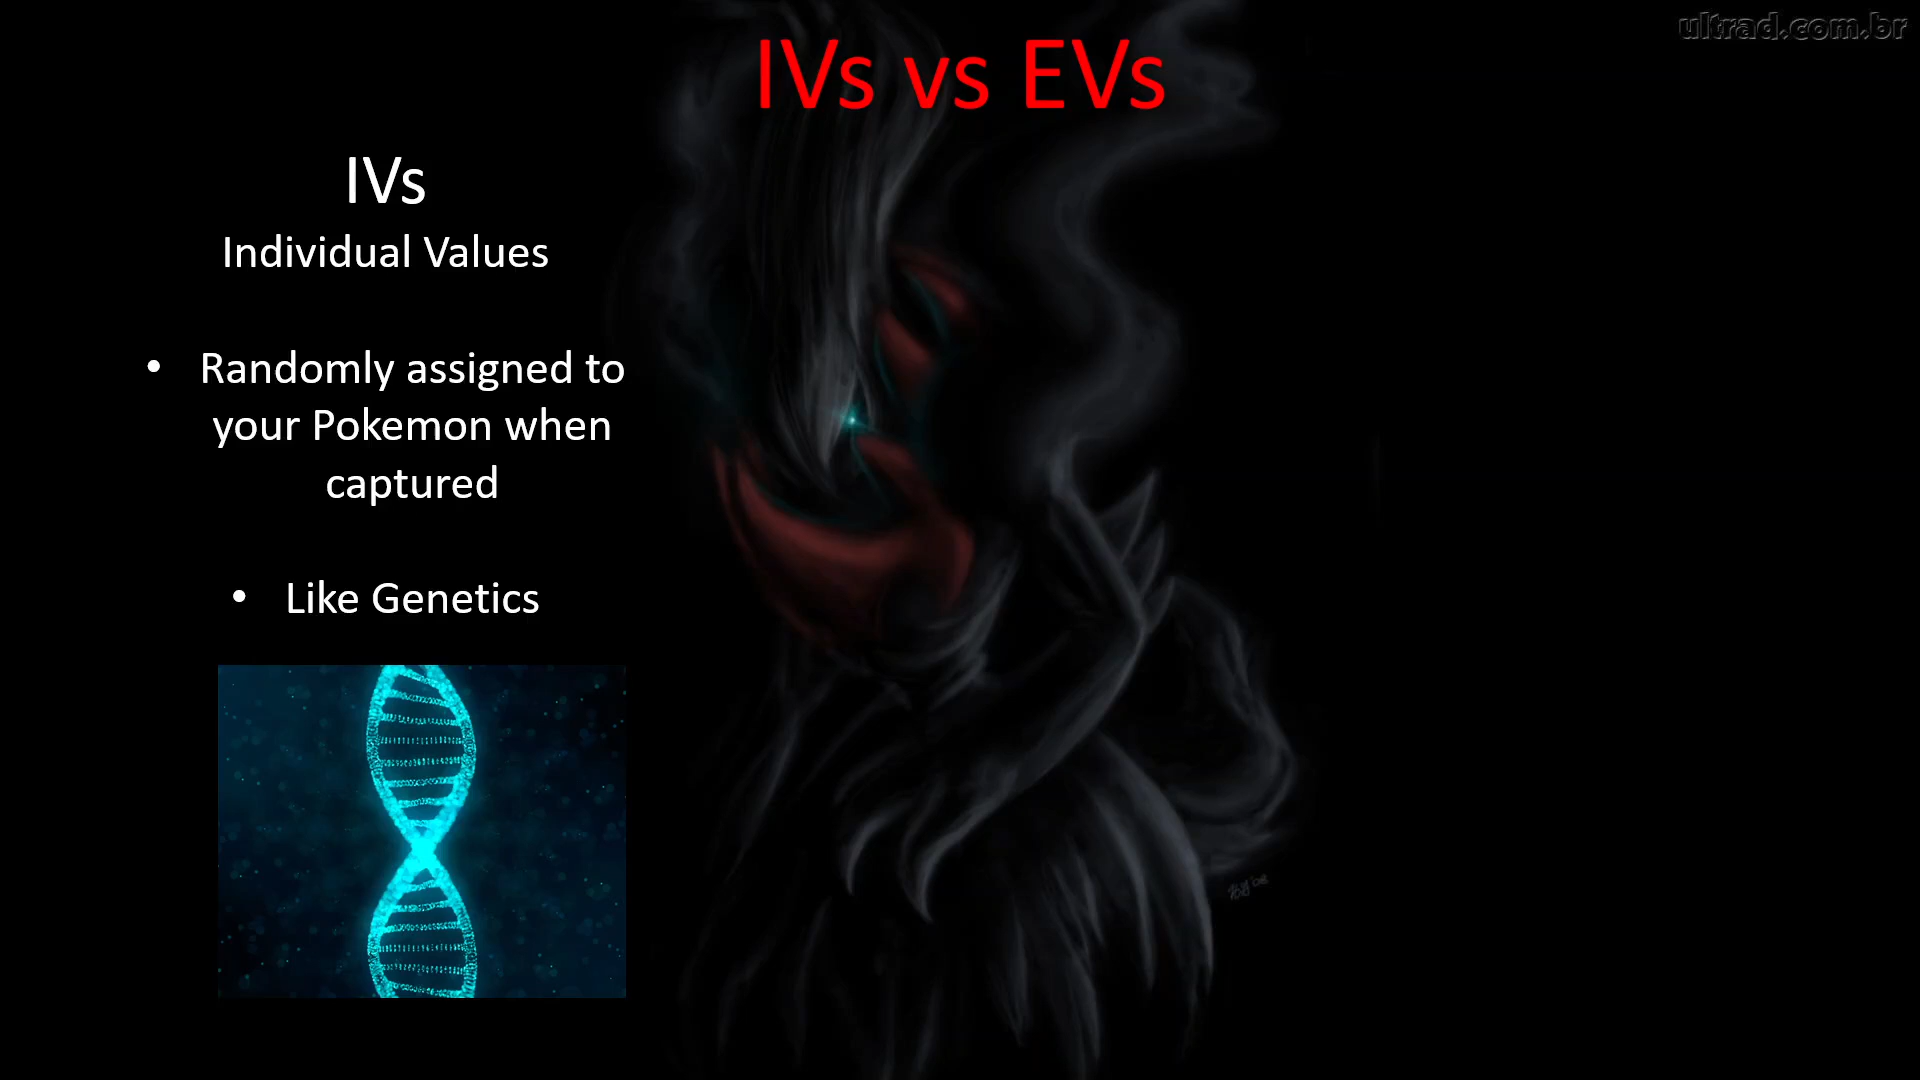 ultrad.com.br
IVs vs EVs
IVs
Individual Values
• Randomly assigned to
your Pokemon when
captured
• Like Genetics